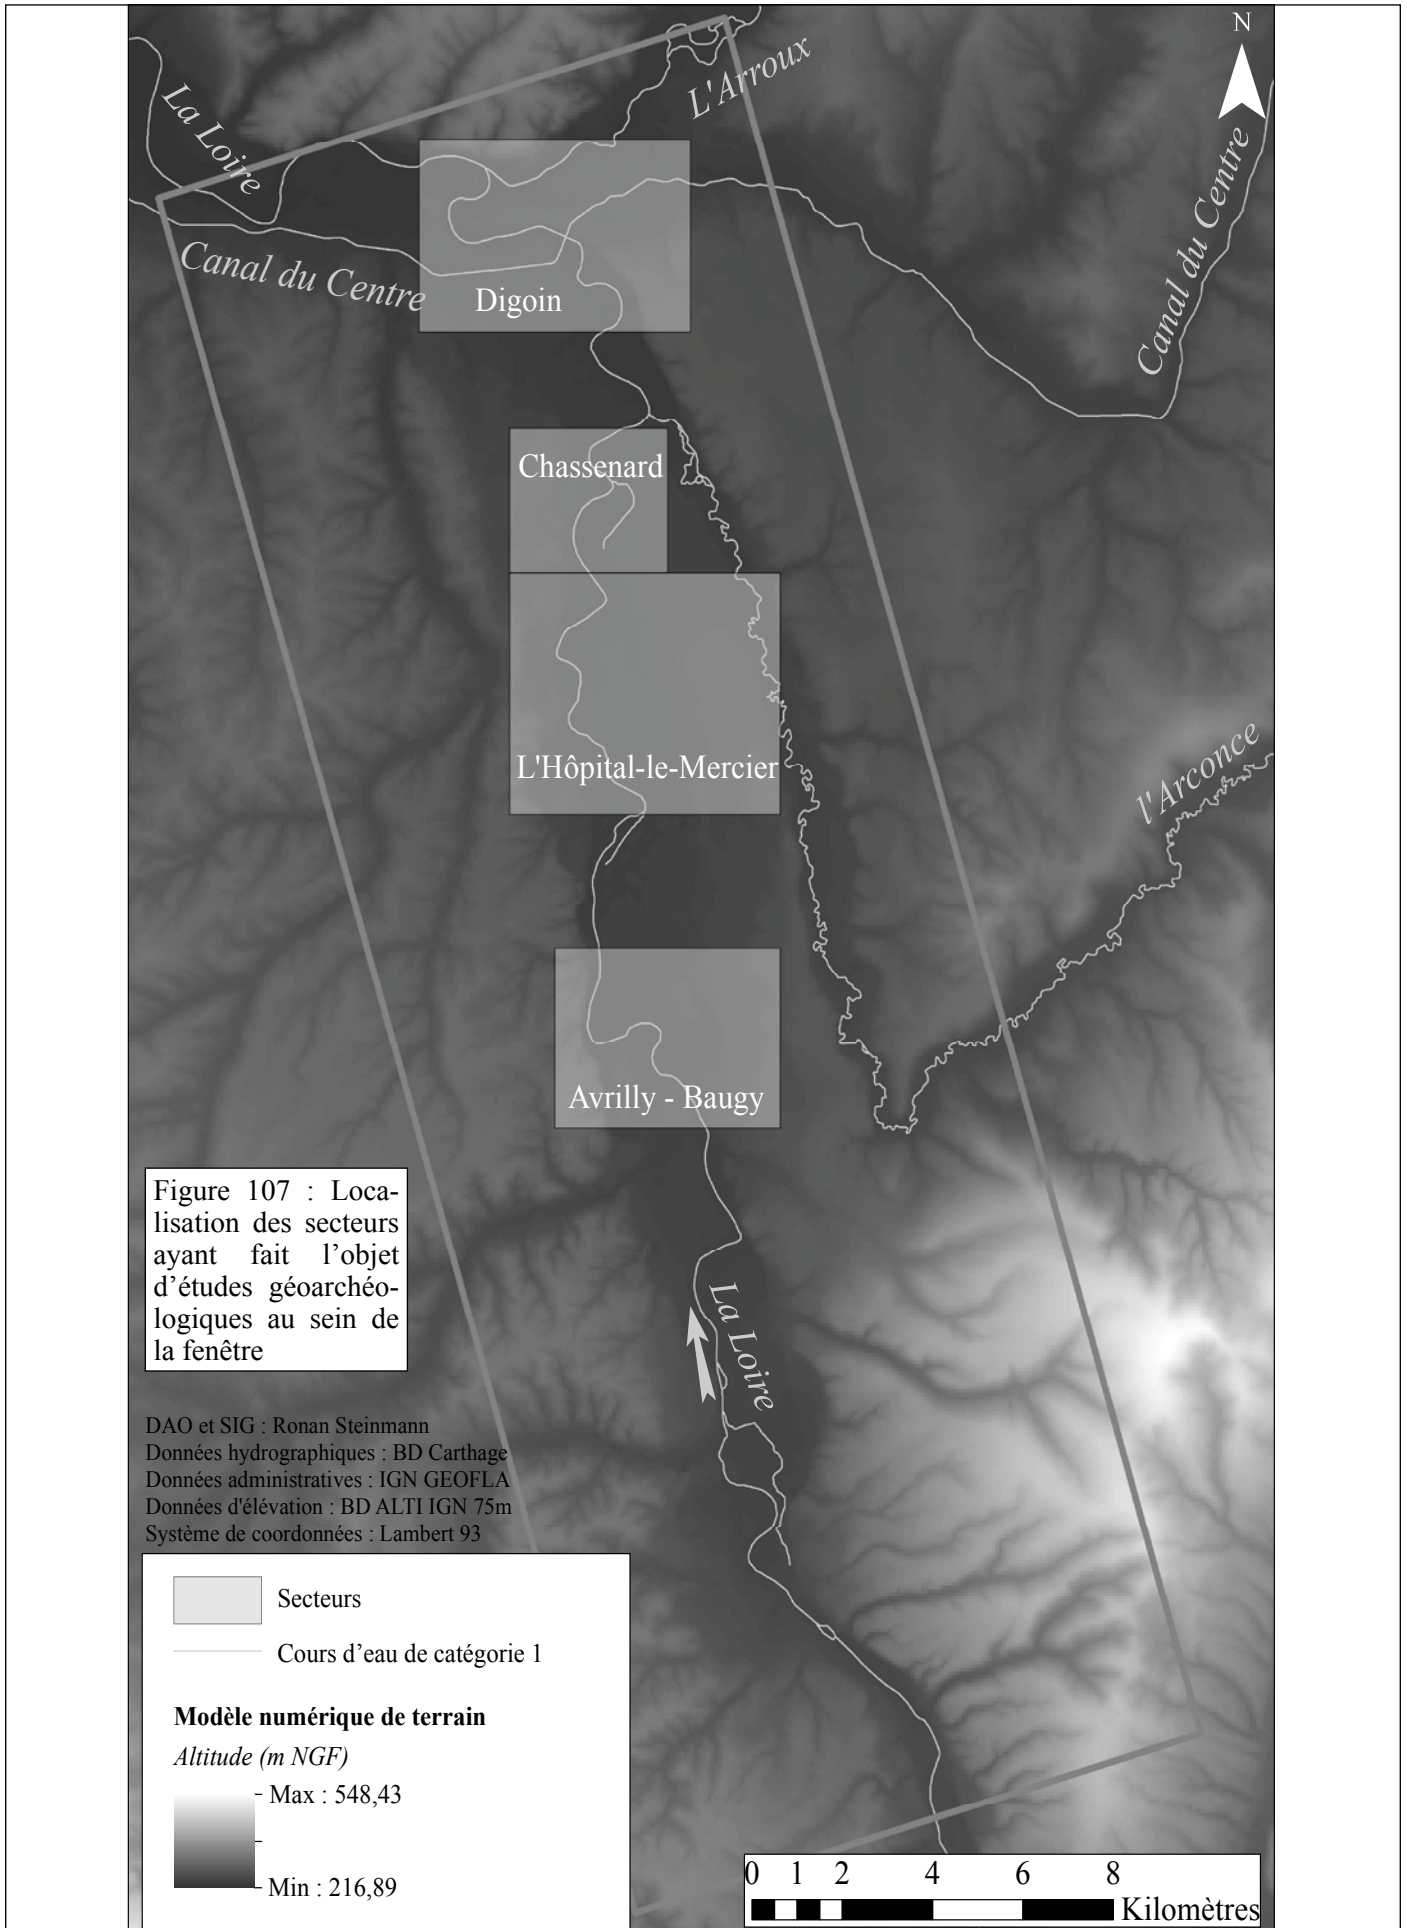 N
La Loire
L'Arroux
Canal du Centre
Canal du Centre
Digoin
Chassenard
L'Hôpital-le-Mercier
l'Arconce
Avrilly - Baugy
La Loire
Figure 107 : Loca-
lisation des secteurs
ayant fait l’objet
d’études géoarchéo-
logiques au sein de
la fenêtre
DAO et SIG : Ronan Steinmann
Données hydrographiques : BD Carthage
Données administratives : IGN GEOFLA
Données d'élévation : BD ALTI IGN 75m
Système de coordonnées : Lambert 93
Secteurs
Cours d’eau de catégorie 1
Modèle numérique de terrain
Altitude (m NGF)
Max : 548,43
Min : 216,89
0 1 2 4 6 8
Kilomètres